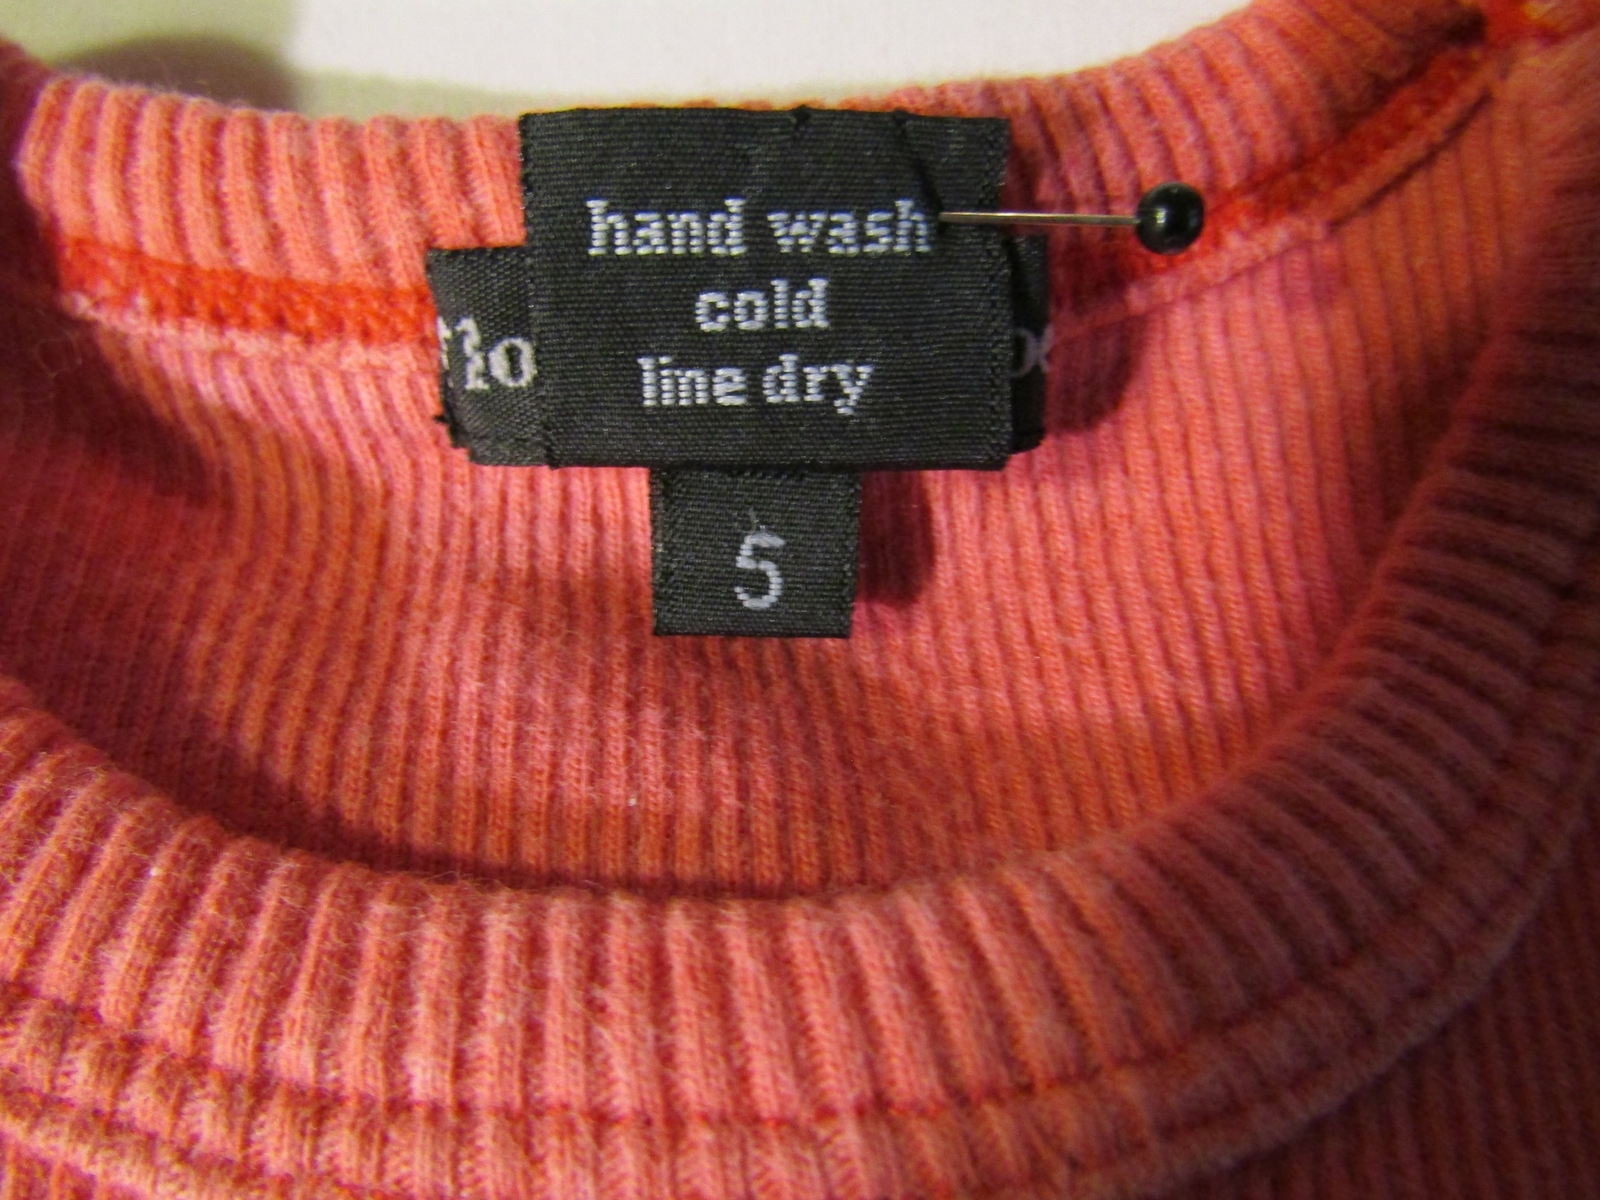 hand wash
cold
line dry
5